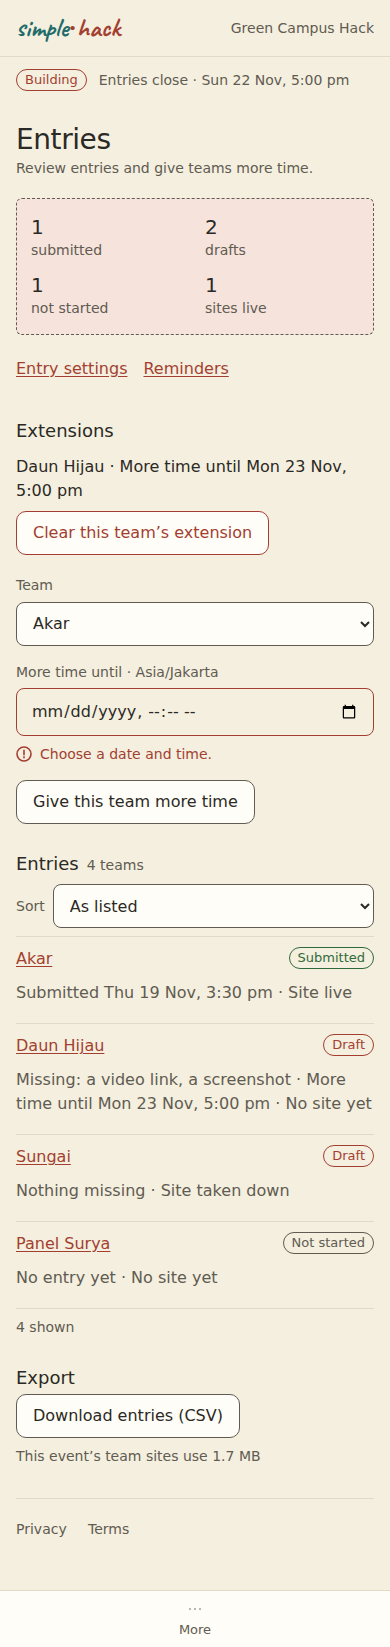 simple·hack
Green Campus Hack
Building
Entries close · Sun 22 Nov, 5:00 pm
Entries
Review entries and give teams more time.
1
submitted
2
drafts
1
not started
1
sites live
Entry settings
Reminders
Extensions
Daun Hijau · More time until Mon 23 Nov,
5:00 pm
Clear this team’s extension
Team
Akar
More time until · Asia/Jakarta
mm/dd/yyyy, --:-- --
Choose a date and time.
Give this team more time
Entries 4 teams
Sort
As listed
Akar
Submitted
Submitted Thu 19 Nov, 3:30 pm · Site live
Daun Hijau
Draft
Missing: a video link, a screenshot · More
time until Mon 23 Nov, 5:00 pm · No site yet
Sungai
Draft
Nothing missing · Site taken down
Panel Surya
Not started
No entry yet · No site yet
4 shown
Export
Download entries (CSV)
This event’s team sites use 1.7 MB
Privacy
Terms
...
More